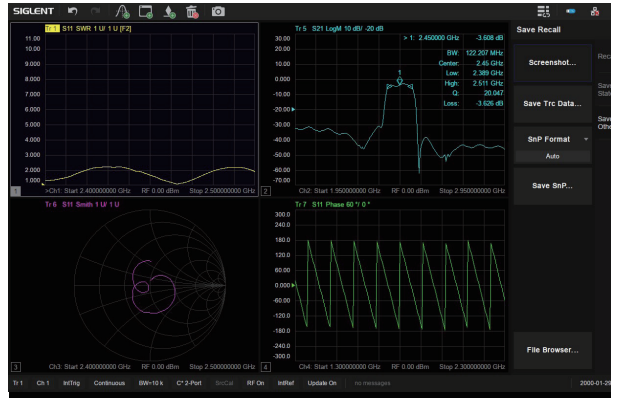 SIGLENT
Tr 1 S11 SWR 1 U/ 1 U [F2]
11.00
10.00
9.000
8.000
7.000
6.000
5.000
4.000
3.000
2.000
1.000
1
>Ch1: Start 2.400000000 GHz RF 0.00 dBm Stop 2.500000000 GHz
Tr 5 S21 LogM 10 dB/ -20 dB
> 1: 2.450000 GHz -3.608 dB
BW: 122.207 MHz
Center: 2.45 GHz
Low: 2.389 GHz
High: 2.511 GHz
Q: 20.047
Loss: -3.626 dB
1
30.00
20.00
10.00
0.000
-10.00
-20.00
-30.00
-40.00
-50.00
-60.00
-70.00
2
Ch2: Start 1.950000000 GHz RF 0.00 dBm Stop 2.950000000 GHz
Tr 6 S11 Smith 1 U/ 1 U
3
Ch3: Start 2.400000000 GHz RF 0.00 dBm Stop 2.500000000 GHz
Tr 7 S11 Phase 60 °/ 0 °
300.0
240.0
180.0
120.0
60.00
0.000
-60.00
-120.0
-180.0
-240.0
-300.0
4
Ch4: Start 1.300000000 GHz RF 0.00 dBm Stop 2.300000000 GHz
Save Recall
Screenshot...
Save Trc Data...
SnP Format
Auto
Save SnP...
File Browser...
Reca
Save
State
Save
Othe
Tr 1 Ch 1 IntTrig Continuous BW=10 k C* 2-Port SrcCal RF On IntRef Update On no messages 2000-01-29